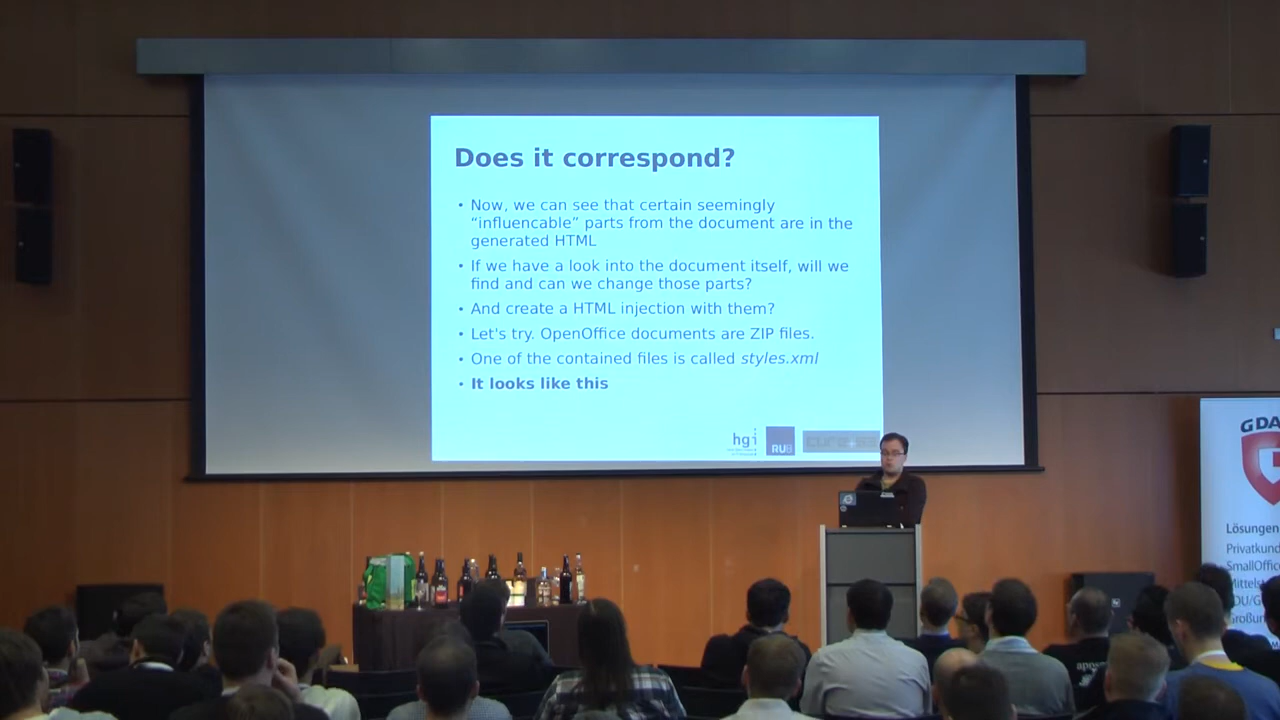 Does it correspond?
• Now, we can see that certain seemingly
“influencable” parts from the document are in the
generated HTML
• If we have a look into the document itself, will we
find and can we change those parts?
• And create a HTML injection with them?
• Let's try. OpenOffice documents are ZIP files.
• One of the contained files is called styles.xml
• It looks like this
hgi
RUB
G DA
Lösungen
Privatkund
SmallOffic
Mittelst